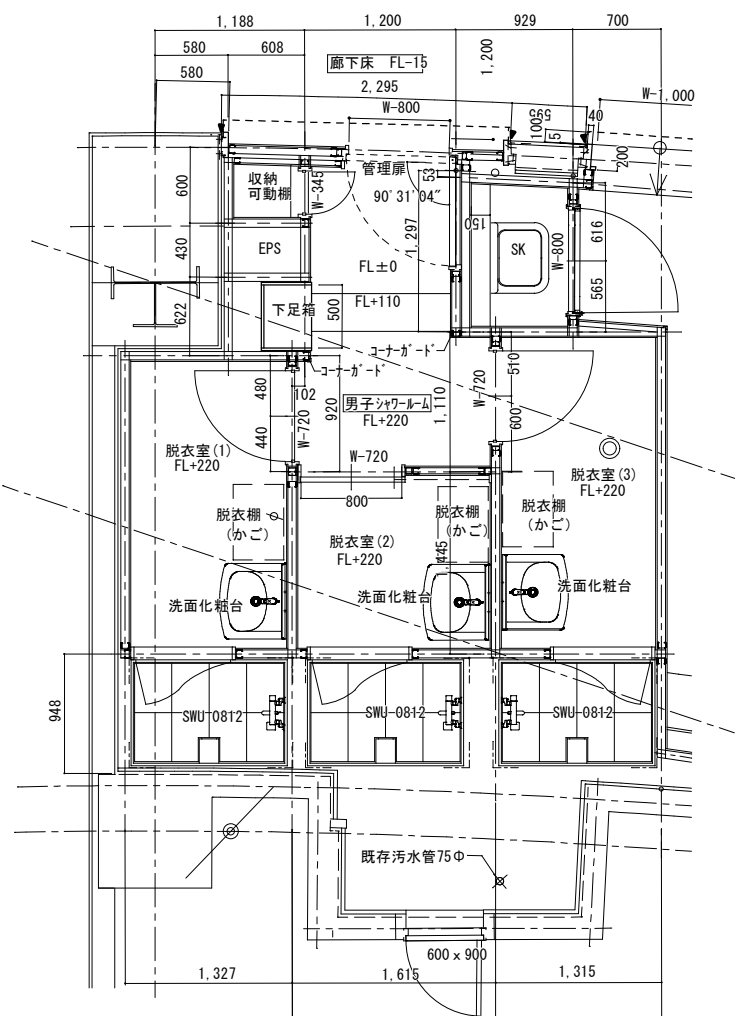 1,188
1,200
929
700
580
608
廊下床 FL-15
1,200
580
2,295
W-1,000
W-800
595
40
100
5
200
収納
可動棚
W-345
管理扉
53
90°31'04"
600
1,297
150
SK
W-800
616
430
EPS
FL±0
565
622
下足箱
500
FL+110
コーナーガード
コーナーガード
480
102
920
男子シャワールーム
FL+220
1,110
W-720
510
600
440
W-720
脱衣室(1)
FL+220
W-720
脱衣室(3)
FL+220
800
脱衣棚
(かご)
脱衣棚
(かご)
脱衣棚
(かご)
脱衣室(2)
FL+220
445
洗面化粧台
洗面化粧台
洗面化粧台
948
SWU-0812
SWU-0812
SWU-0812
既存汚水管75Φ
600 x 900
1,327
1,615
1,315